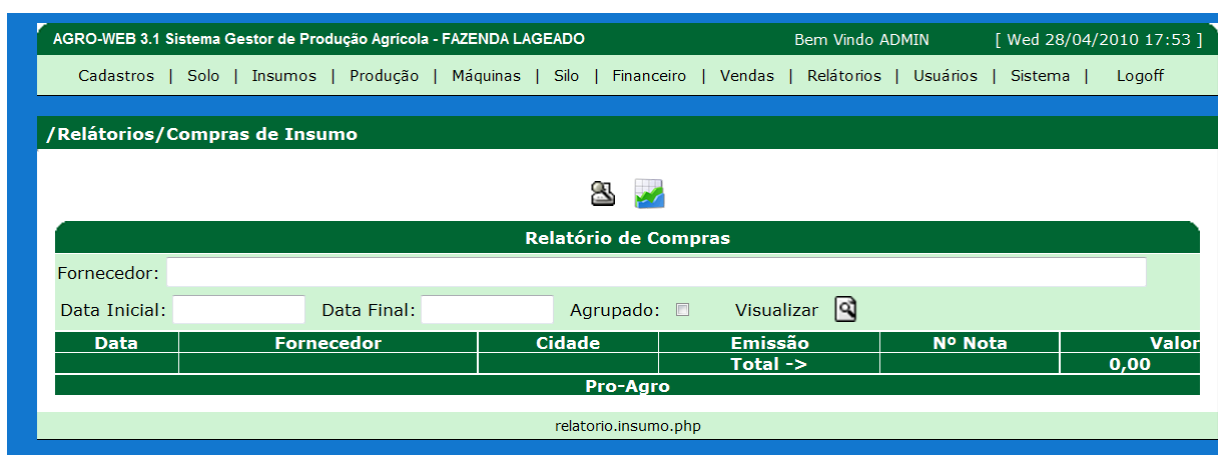 AGRO-WEB 3.1 Sistema Gestor de Produção Agrícola - FAZENDA LAGEADO Bem Vindo ADMIN [ Wed 28/04/2010 17:53 ]
Cadastros | Solo | Insumos | Produção | Máquinas | Silo | Financeiro | Vendas | Relátorios | Usuários | Sistema | Logoff
/Relátorios/Compras de Insumo
Relatório de Compras
Fornecedor:
Data Inicial: Data Final: Agrupado: Visualizar
Data Fornecedor Cidade Emissão Nº Nota Valor
Total -> 0,00
Pro-Agro
relatorio.insumo.php